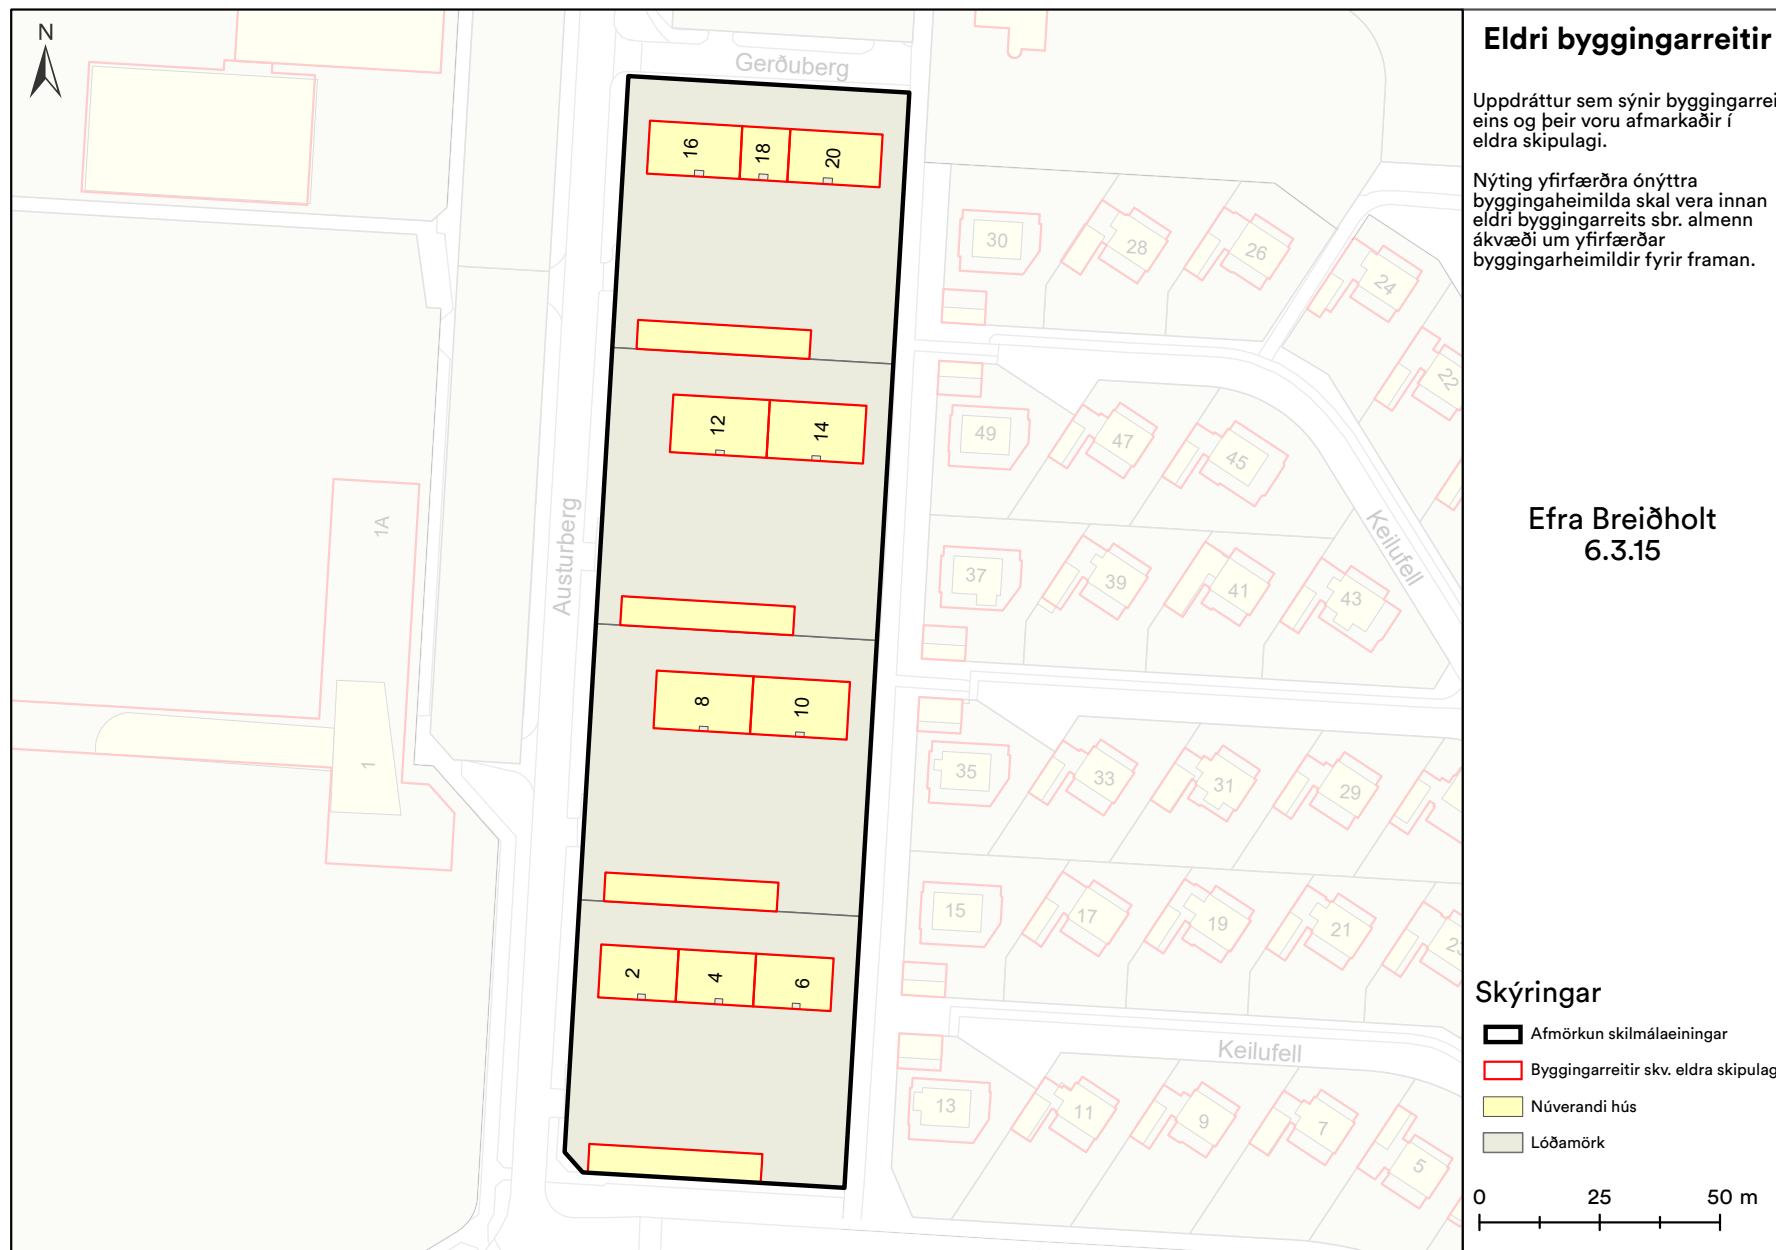 N
Gerðuberg
16
18
20
12
14
8
10
2
4
6
Austurberg
1A
1
30
28
26
24
22
49
47
45
37
39
41
43
Keilufell
35
33
31
29
15
17
19
21
Keilufell
13
11
9
7
5
Eldri byggingarreitir
Uppdráttur sem sýnir byggingarrei
eins og þeir voru afmarkaðir í
eldra skipulagi.
Nýting yfirfærðra ónýttra
byggingaheimilda skal vera innan
eldri byggingarreits sbr. almenn
ákvæði um yfirfærðar
byggingarheimildir fyrir framan.
Efra Breiðholt
6.3.15
Skýringar
Afmörkun skilmálaeiningar
Byggingarreitir skv. eldra skipulag
Núverandi hús
Lóðamörk
0 25 50 m